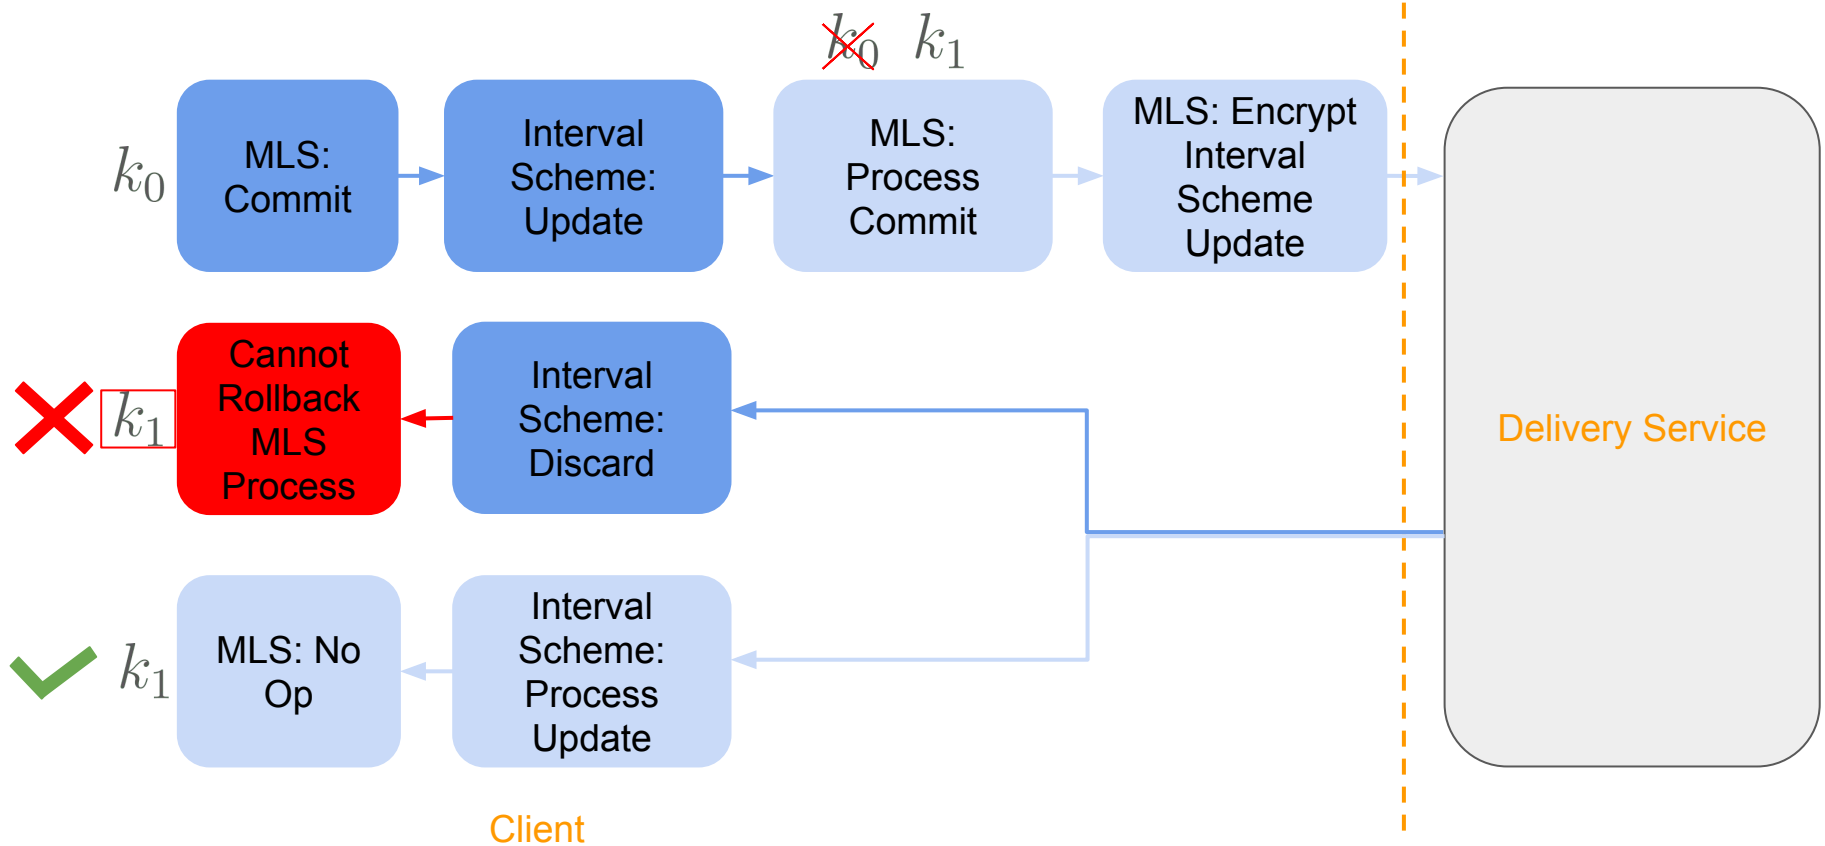 k₀ k₁
k₀
MLS:
Commit
Interval
Scheme:
Update
MLS:
Process
Commit
MLS: Encrypt
Interval
Scheme
Update
k₁
Cannot
Rollback
MLS
Process
Interval
Scheme:
Discard
Delivery Service
k₁
MLS: No
Op
Interval
Scheme:
Process
Update
Client